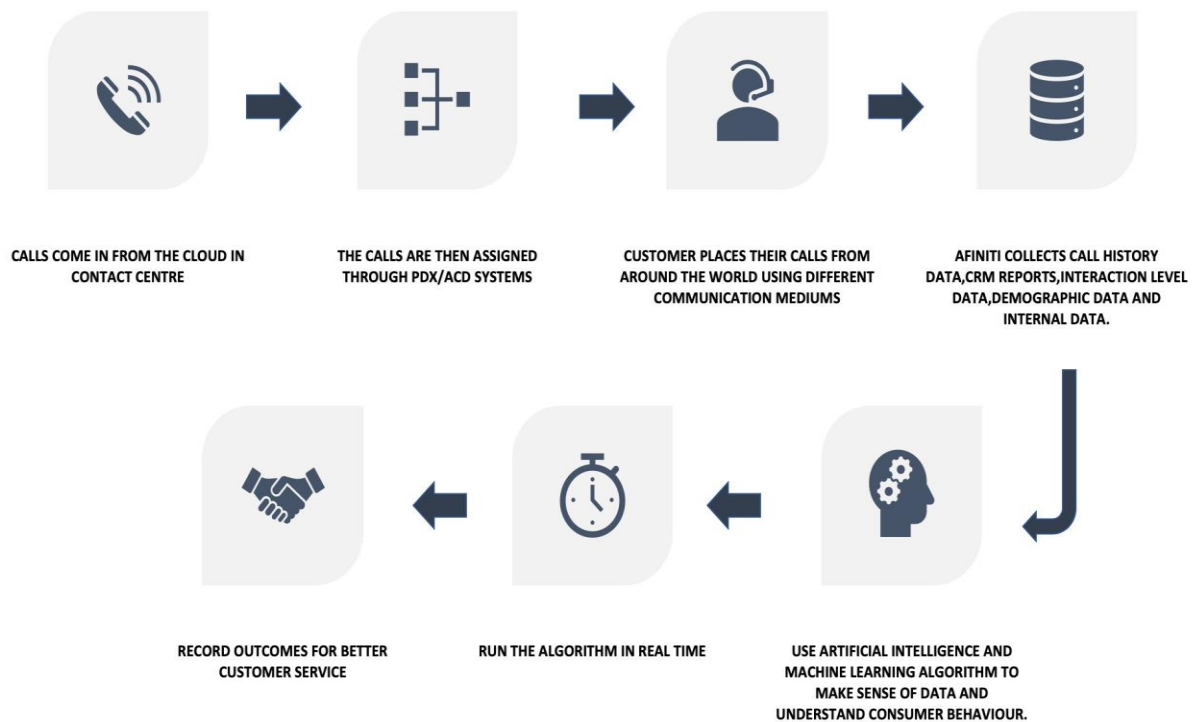 CALLS COME IN FROM THE CLOUD IN
CONTACT CENTRE
THE CALLS ARE THEN ASSIGNED
THROUGH PDX/ACD SYSTEMS
CUSTOMER PLACES THEIR CALLS FROM
AROUND THE WORLD USING DIFFERENT
COMMUNICATION MEDIUMS
AFINITI COLLECTS CALL HISTORY
DATA,CRM REPORTS,INTERACTION LEVEL
DATA,DEMOGRAPHIC DATA AND
INTERNAL DATA.
RECORD OUTCOMES FOR BETTER
CUSTOMER SERVICE
RUN THE ALGORITHM IN REAL TIME
USE ARTIFICIAL INTELLIGENCE AND
MACHINE LEARNING ALGORITHM TO
MAKE SENSE OF DATA AND
UNDERSTAND CONSUMER BEHAVIOUR.